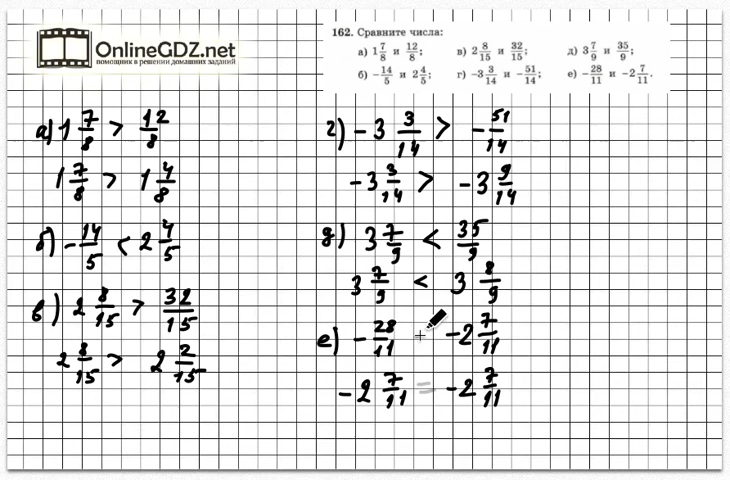 OnlineGDZ.net
помощник в решении домашних заданий
162. Сравните числа:
а) 1 7/8 и 12/8; в) 2 8/15 и 32/15; д) 3 7/9 и 35/9;
б) -14/5 и 2 4/5; г) -3 3/14 и -51/14; е) -28/11 и -2 7/11.
а) 1 7/8 > 12/8
1 7/8 > 1 4/8
б) -14/5 < 2 4/5
в) 2 8/15 > 32/15
2 8/15 > 2 2/15
г) -3 3/14 > -51/14
-3 3/14 > -3 9/14
д) 3 7/9 < 35/9
3 7/9 < 3 8/9
е) -28/11 -2 7/11
-2 7/11 = -2 7/11